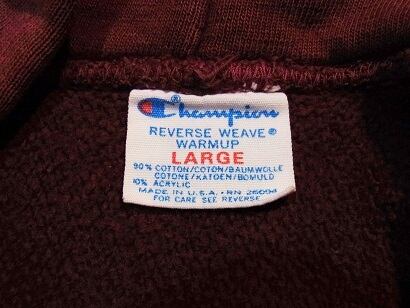 Champion®
REVERSE WEAVE®
WARMUP
LARGE
90% COTTON/COTON/BAUMWOLLE
COTONE/KATOEN/BOMULD
10% ACRYLIC
MADE IN U.S.A. - RN 26094
FOR CARE SEE REVERSE